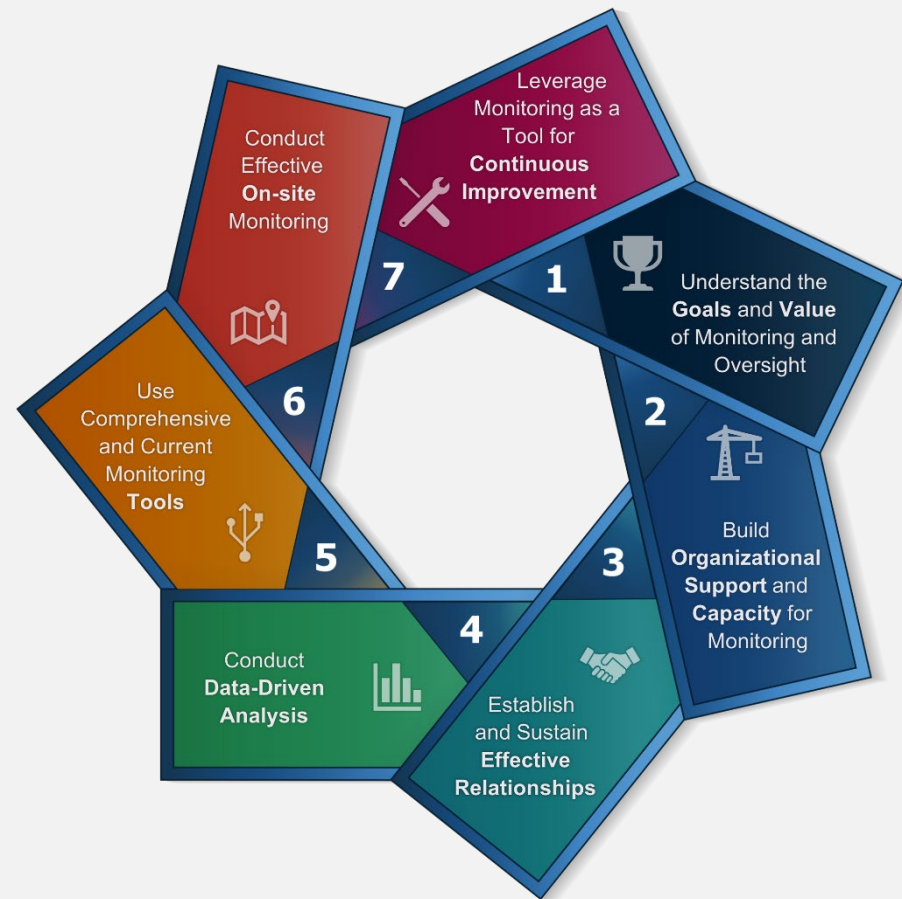 1
Understand the
Goals and Value
of Monitoring and
Oversight
2
Build
Organizational
Support and
Capacity for
Monitoring
3
Establish
and Sustain
Effective
Relationships
4
Conduct
Data-Driven
Analysis
5
Use
Comprehensive
and Current
Monitoring
Tools
6
Conduct
Effective
On-site
Monitoring
7
Leverage
Monitoring as a
Tool for
Continuous
Improvement